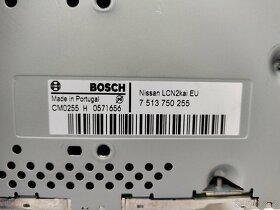 BOSCH
Made in Portugal
CM0255 H 0571656
Nissan LCN2kai EU
7 513 750 255